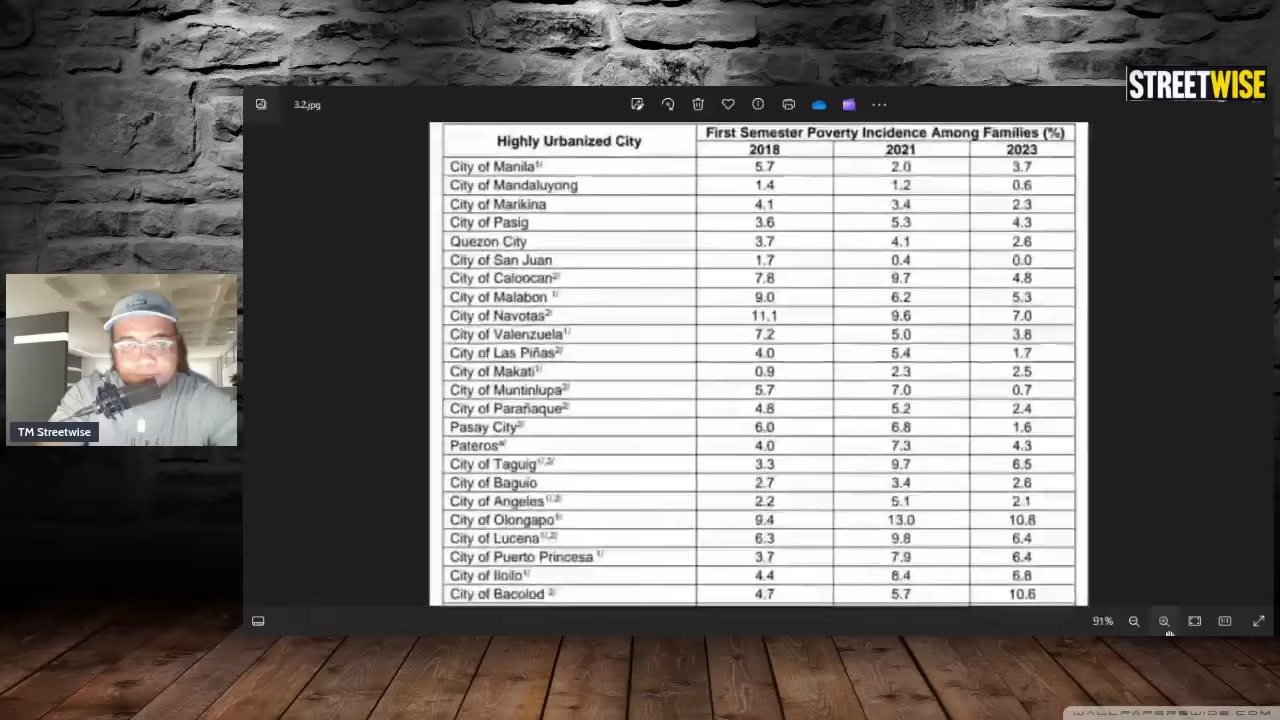 STREETWISE
3.2.jpg
Highly Urbanized City First Semester Poverty Incidence Among Families (%)
2018 2021 2023
City of Manila 1/ 5.7 2.0 3.7
City of Mandaluyong 1.4 1.2 0.6
City of Marikina 4.1 3.4 2.3
City of Pasig 3.6 5.3 4.3
Quezon City 3.7 4.1 2.6
City of San Juan 1.7 0.4 0.0
City of Caloocan 2/ 7.8 9.7 4.8
City of Malabon 1/ 9.0 6.2 5.3
City of Navotas 2/ 11.1 9.6 7.0
City of Valenzuela 1/ 7.2 5.0 3.8
City of Las Piñas 2/ 4.0 5.4 1.7
City of Makati 1/ 0.9 2.3 2.5
City of Muntinlupa 2/ 5.7 7.0 0.7
City of Parañaque 2/ 4.8 5.2 2.4
Pasay City 2/ 6.0 6.8 1.6
Pateros 4.0 7.3 4.3
City of Taguig 1/,2/ 3.3 9.7 6.5
City of Baguio 2.7 3.4 2.6
City of Angeles 1/,2/ 2.2 5.1 2.1
City of Olongapo 1/ 9.4 13.0 10.8
City of Lucena 1/,2/ 6.3 9.8 6.4
City of Puerto Princesa 1/ 3.7 7.9 6.4
City of Iloilo 1/ 4.4 8.4 6.8
City of Bacolod 2/ 4.7 5.7 10.6
TM Streetwise
91%
WALLPAPERSWIDE.COM